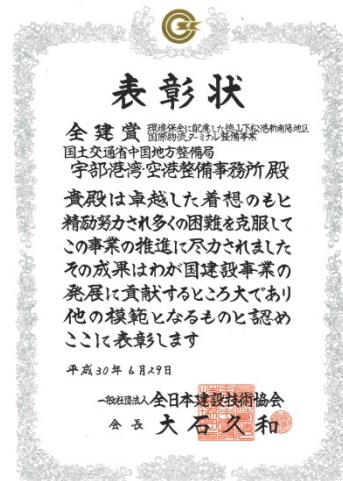 表彰状
全建賞 環境保全に配慮した徳山下松港新南陽地区
国際物流ターミナル整備事業
国土交通省中国地方整備局
宇部港湾・空港整備事務所殿
貴殿は卓越した着想のもと
精励努力され多くの困難を克服して
この事業の推進に尽力されました
その成果はわが国建設事業の
発展に貢献するところ大であり
他の模範となるものと認め
ここに表彰します
平成30年6月29日
一般社団法人 全日本建設技術協会
会長 大石久和